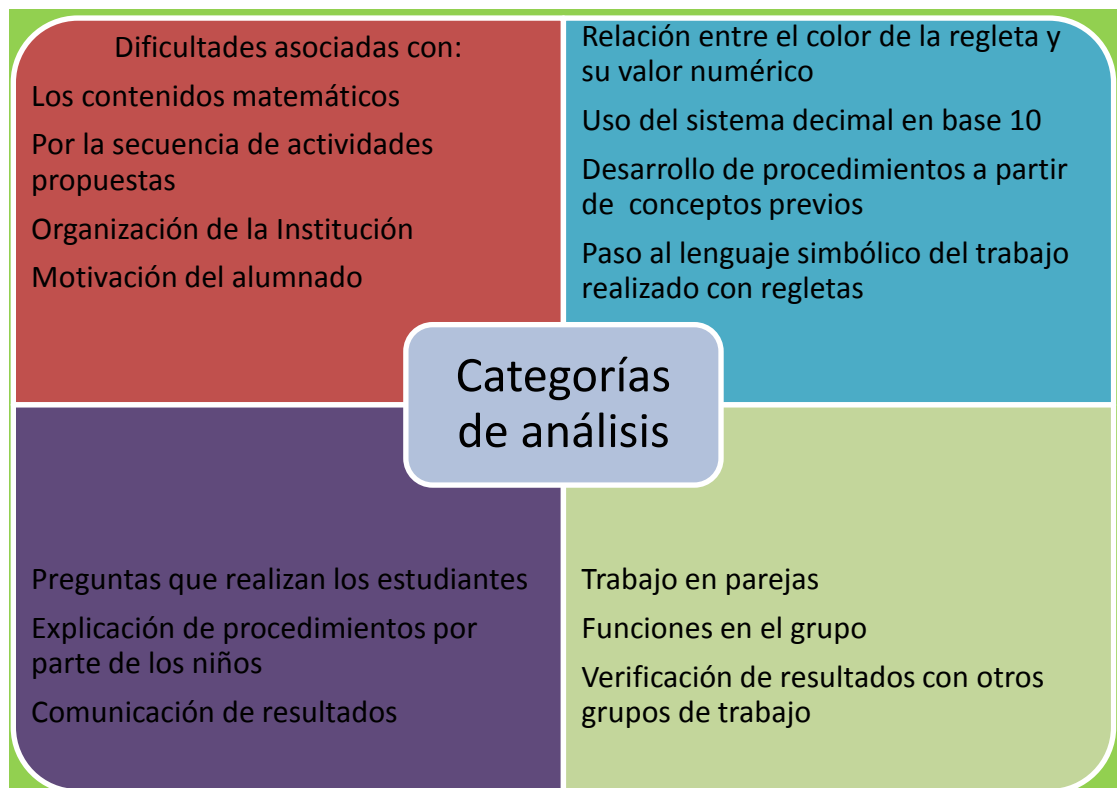 Dificultades asociadas con:
Los contenidos matemáticos
Por la secuencia de actividades
propuestas
Organización de la Institución
Motivación del alumnado
Relación entre el color de la regleta y
su valor numérico
Uso del sistema decimal en base 10
Desarrollo de procedimientos a partir
de conceptos previos
Paso al lenguaje simbólico del trabajo
realizado con regletas
Categorías
de análisis
Preguntas que realizan los estudiantes
Explicación de procedimientos por
parte de los niños
Comunicación de resultados
Trabajo en parejas
Funciones en el grupo
Verificación de resultados con otros
grupos de trabajo